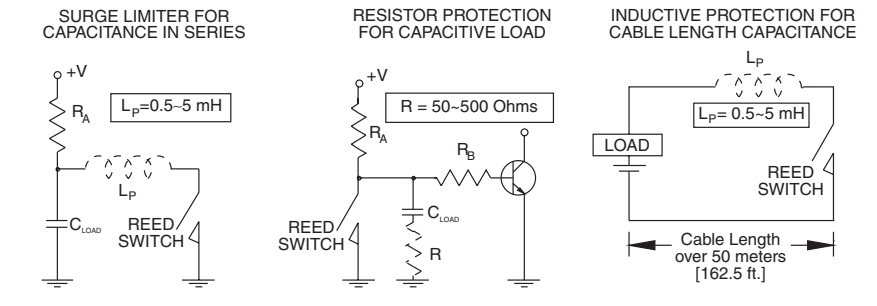 SURGE LIMITER FOR
CAPACITANCE IN SERIES
+V
R_A
L_P=0.5~5 mH
L_P
C_LOAD
REED
SWITCH
RESISTOR PROTECTION
FOR CAPACITIVE LOAD
+V
R = 50~500 Ohms
R_A
R_B
C_LOAD
REED
SWITCH
R
INDUCTIVE PROTECTION FOR
CABLE LENGTH CAPACITANCE
L_P
L_P= 0.5~5 mH
LOAD
REED
SWITCH
Cable Length
over 50 meters
[162.5 ft.]